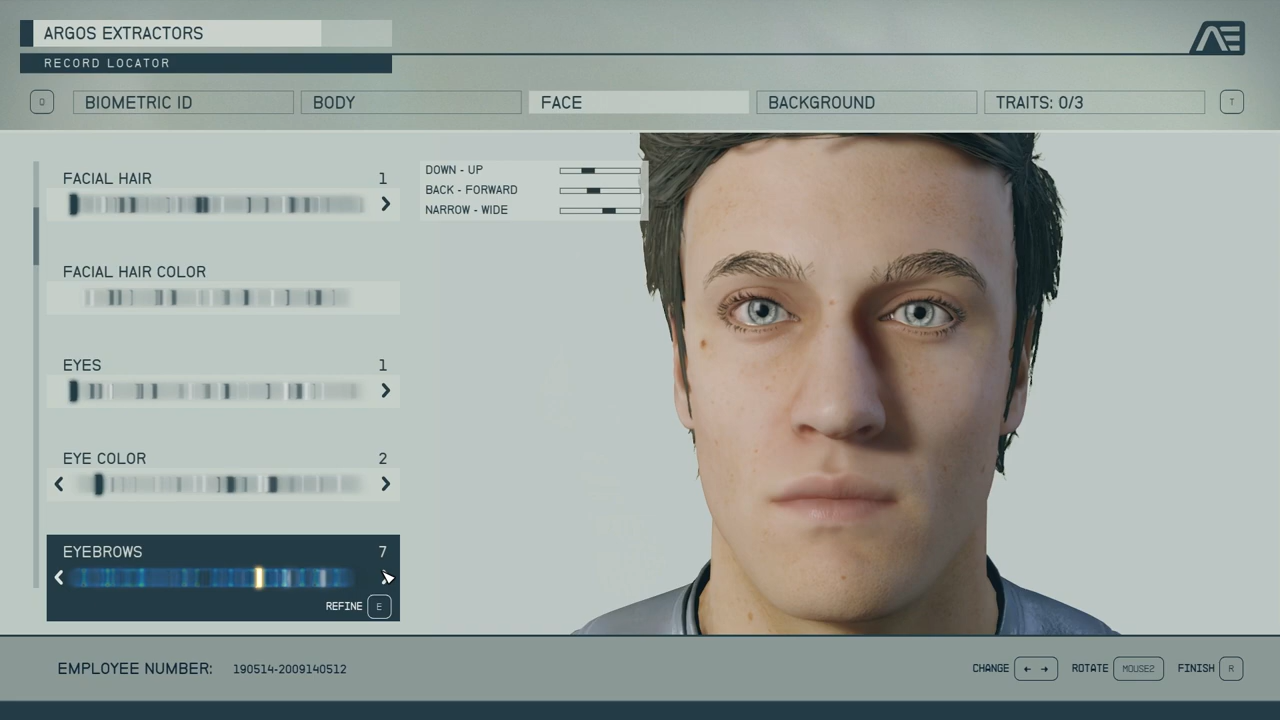 ARGOS EXTRACTORS
RECORD LOCATOR
AE
Q
BIOMETRIC ID
BODY
FACE
BACKGROUND
TRAITS: 0/3
T
FACIAL HAIR 1
FACIAL HAIR COLOR
EYES 1
EYE COLOR 2
EYEBROWS 7
REFINE E
DOWN - UP
BACK - FORWARD
NARROW - WIDE
EMPLOYEE NUMBER: 190514-2009140512
CHANGE ← → ROTATE MOUSE2 FINISH R